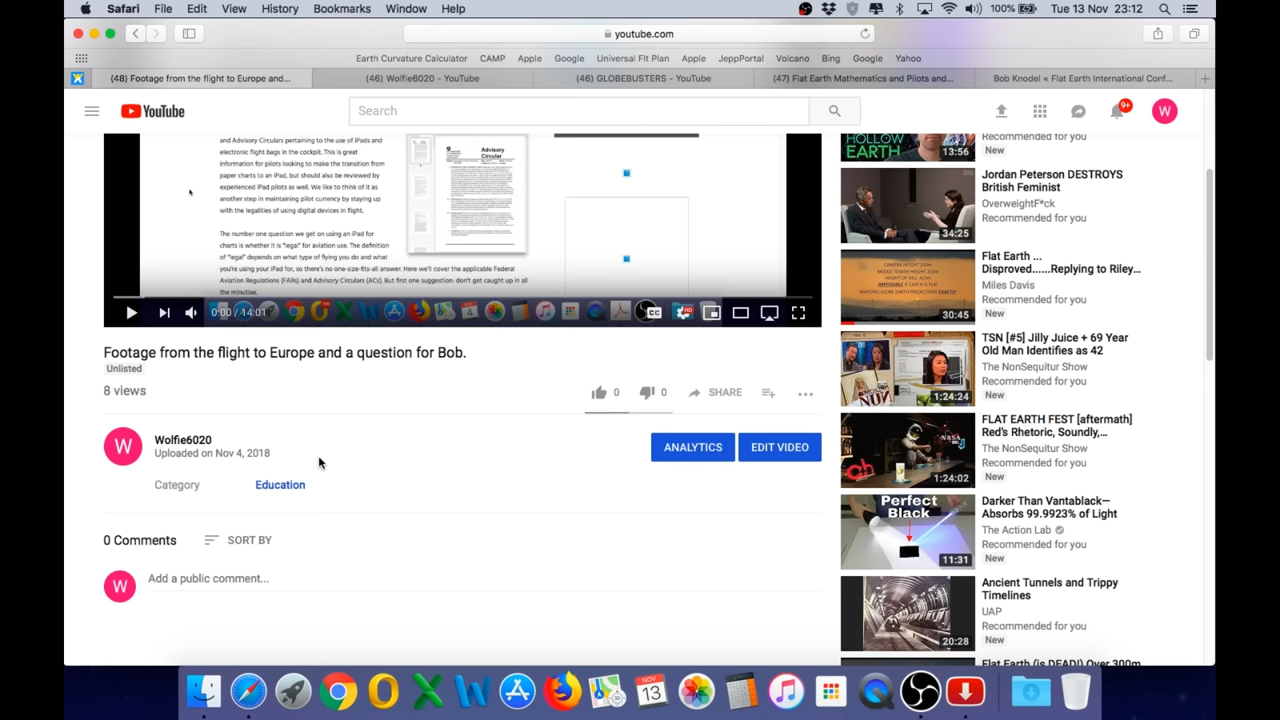 Safari File Edit View History Bookmarks Window Help 100% Tue 13 Nov 23:12
youtube.com
Earth Curvature Calculator CAMP Apple Google Universal Flt Plan Apple JeppPortal Volcano Bing Google Yahoo
(48) Footage from the flight to Europe and... (46) Wolfie6020 - YouTube (46) GLOBEBUSTERS - YouTube (47) Flat Earth Mathematics and Pilots and... Bob Knodel « Flat Earth International Conf...
YouTube Search 9+ W
and Advisory Circulars pertaining to the use of iPads and
electronic flight bags in the cockpit. This is great
information for pilots looking to make the transition from
paper charts to an iPad, but should also be reviewed by
experienced iPad pilots as well. We like to think of it as
another step in maintaining pilot currency by staying up
with the legalities of using digital devices in flight.
The number one question we get on using an iPad for
charts is whether it is "legal" for aviation use. The definition
of "legal" depends on what type of flying you do and what
you're using your iPad for, so there's no one-size-fits-all answer. Here we'll cover the applicable Federal
Aviation Regulations (FARs) and Advisory Circulars (ACs). But first one suggestion: don't get caught up in all
the minutiae.
Advisory
Circular
0:00 / 14:01
HD
Footage from the flight to Europe and a question for Bob.
Unlisted
8 views
0 0 SHARE
W
Wolfie6020
Uploaded on Nov 4, 2018
ANALYTICS EDIT VIDEO
Category Education
0 Comments SORT BY
W Add a public comment...
HOLLOW
EARTH
13:56
Recommended for you
New
Jordan Peterson DESTROYS
British Feminist
OverweightF*ck
Recommended for you
34:25
Flat Earth ...
Disproved......Replying to Riley...
Miles Davis
Recommended for you
New
30:45
TSN [#5] Jilly Juice + 69 Year
Old Man Identifies as 42
The NonSequitur Show
Recommended for you
New
1:24:24
FLAT EARTH FEST [aftermath]
Red's Rhetoric, Soundly,...
The NonSequitur Show
Recommended for you
New
NASA
1:24:02
Darker Than Vantablack—
Absorbs 99.9923% of Light
The Action Lab
Recommended for you
New
Perfect
Black
11:31
Ancient Tunnels and Trippy
Timelines
UAP
Recommended for you
New
20:28
Flat Earth (is DEAD!) Over 300m
NOV
13